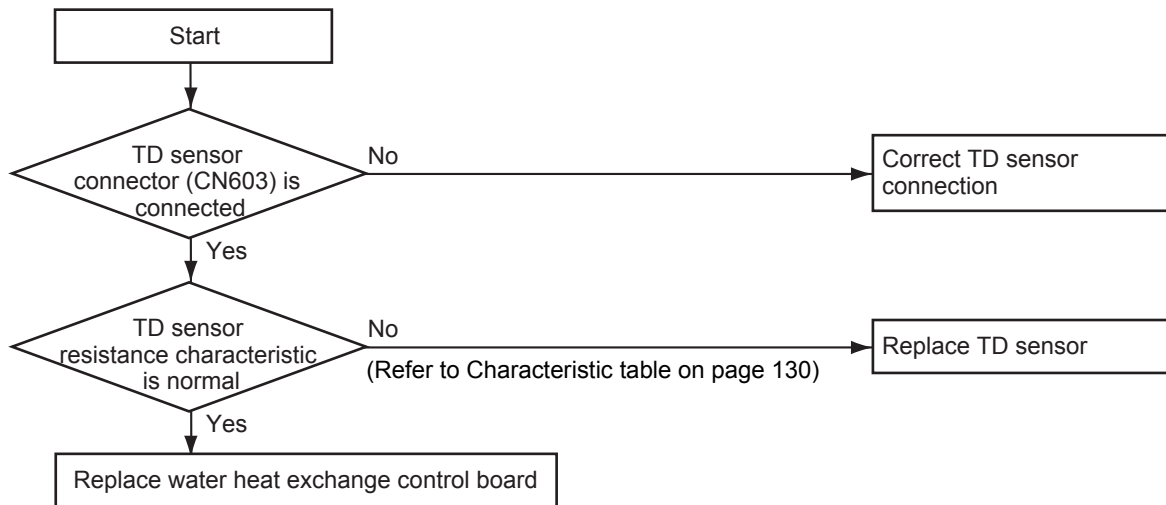 Start
TD sensor
connector (CN603) is
connected
No
Correct TD sensor
connection
Yes
TD sensor
resistance characteristic
is normal
No
(Refer to Characteristic table on page 130)
Replace TD sensor
Yes
Replace water heat exchange control board